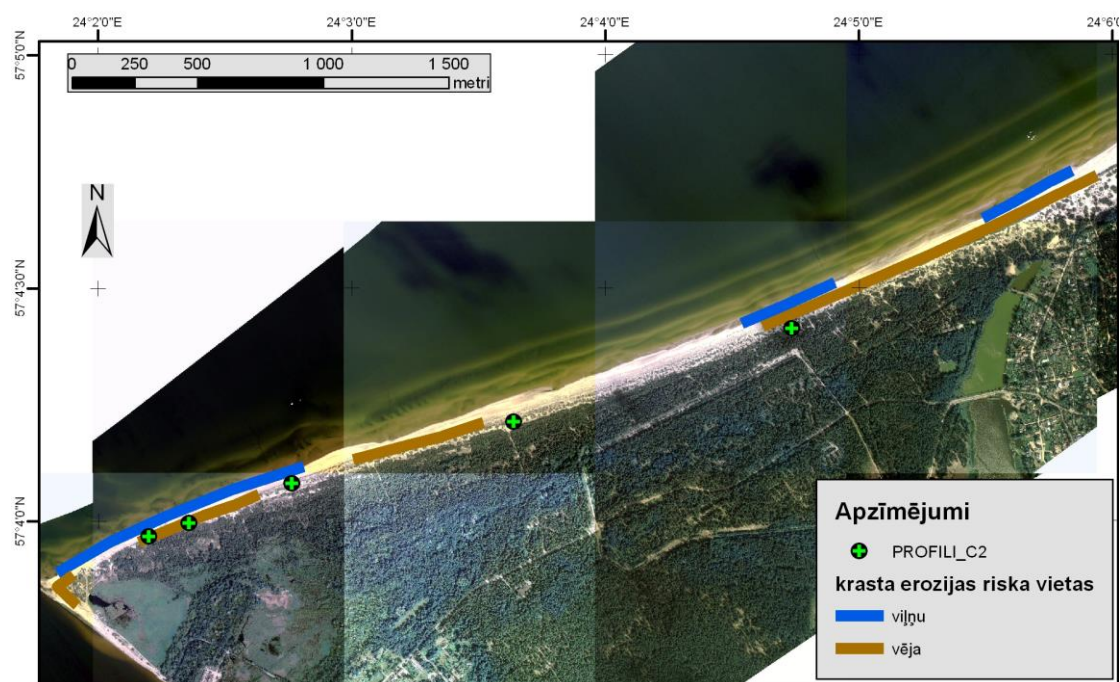 24°2'0"E 24°3'0"E 24°4'0"E 24°5'0"E 24°6'0"E
57°5'0"N
0 250 500 1 000 1 500
metri
N
57°4'30"N
57°4'0"N
Apzīmējumi
PROFILI_C2
krasta erozijas riska vietas
viļņu
vēja